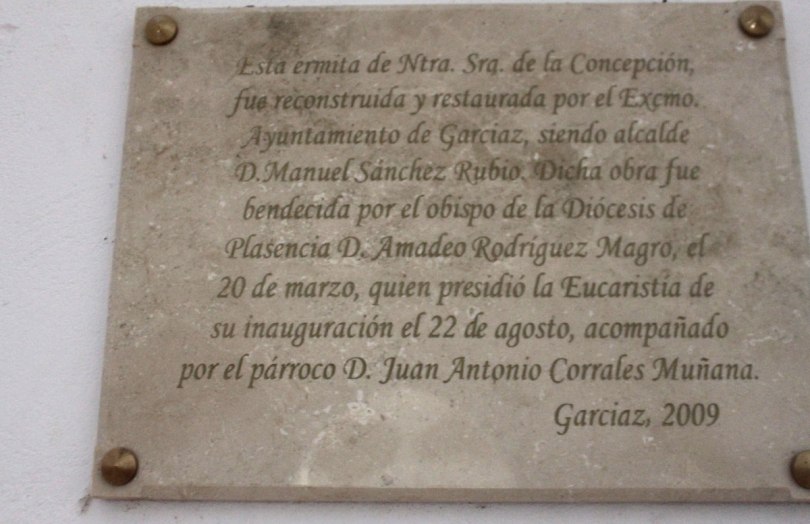 Esta ermita de Ntra. Sra. de la Concepción,
fue reconstruida y restaurada por el Excmo.
Ayuntamiento de Garciaz, siendo alcalde
D.Manuel Sánchez Rubio. Dicha obra fue
bendecida por el obispo de la Diócesis de
Plasencia D. Amadeo Rodríguez Magro, el
20 de marzo, quien presidió la Eucaristía de
su inauguración el 22 de agosto, acompañado
por el párroco D. Juan Antonio Corrales Muñana.
Garciaz, 2009